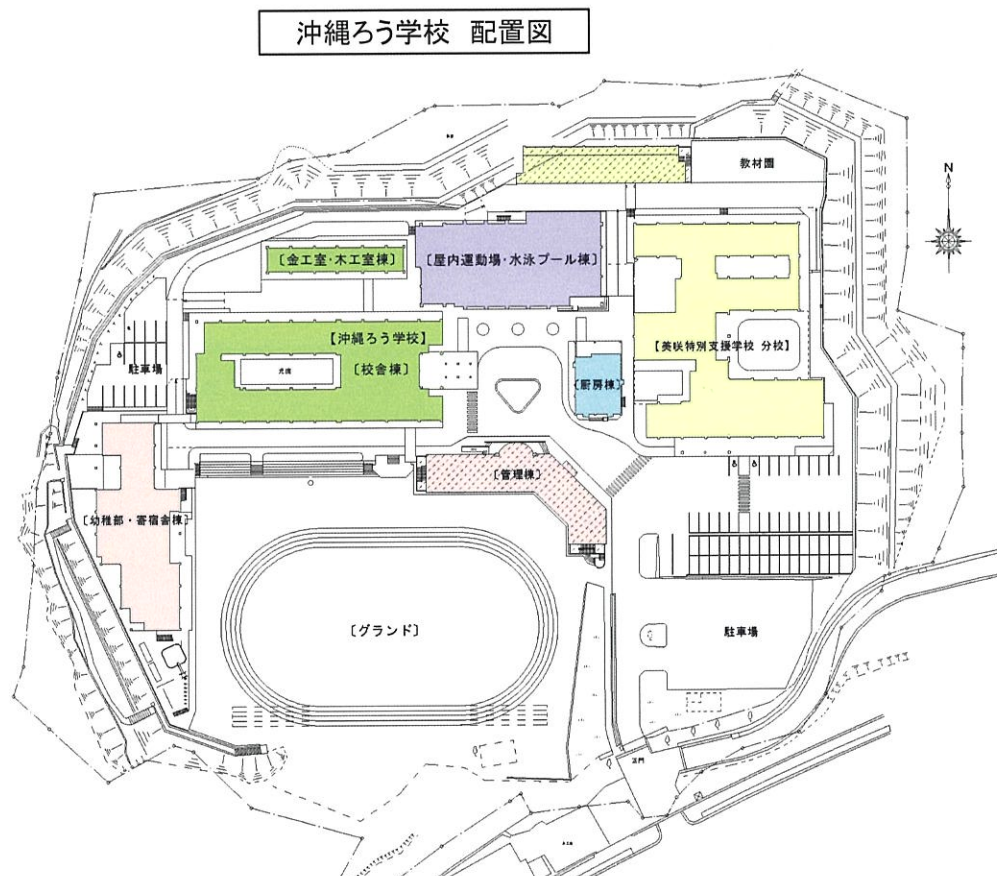 沖縄ろう学校 配置図
教材園
N
〔金工室・木工室棟〕
〔屋内運動場・水泳プール棟〕
【沖縄ろう学校】
〔校舎棟〕
【美咲特別支援学校 分校】
駐車場
〔厨房棟〕
〔管理棟〕
〔幼稚部・寄宿舎棟〕
〔グランド〕
駐車場
正門